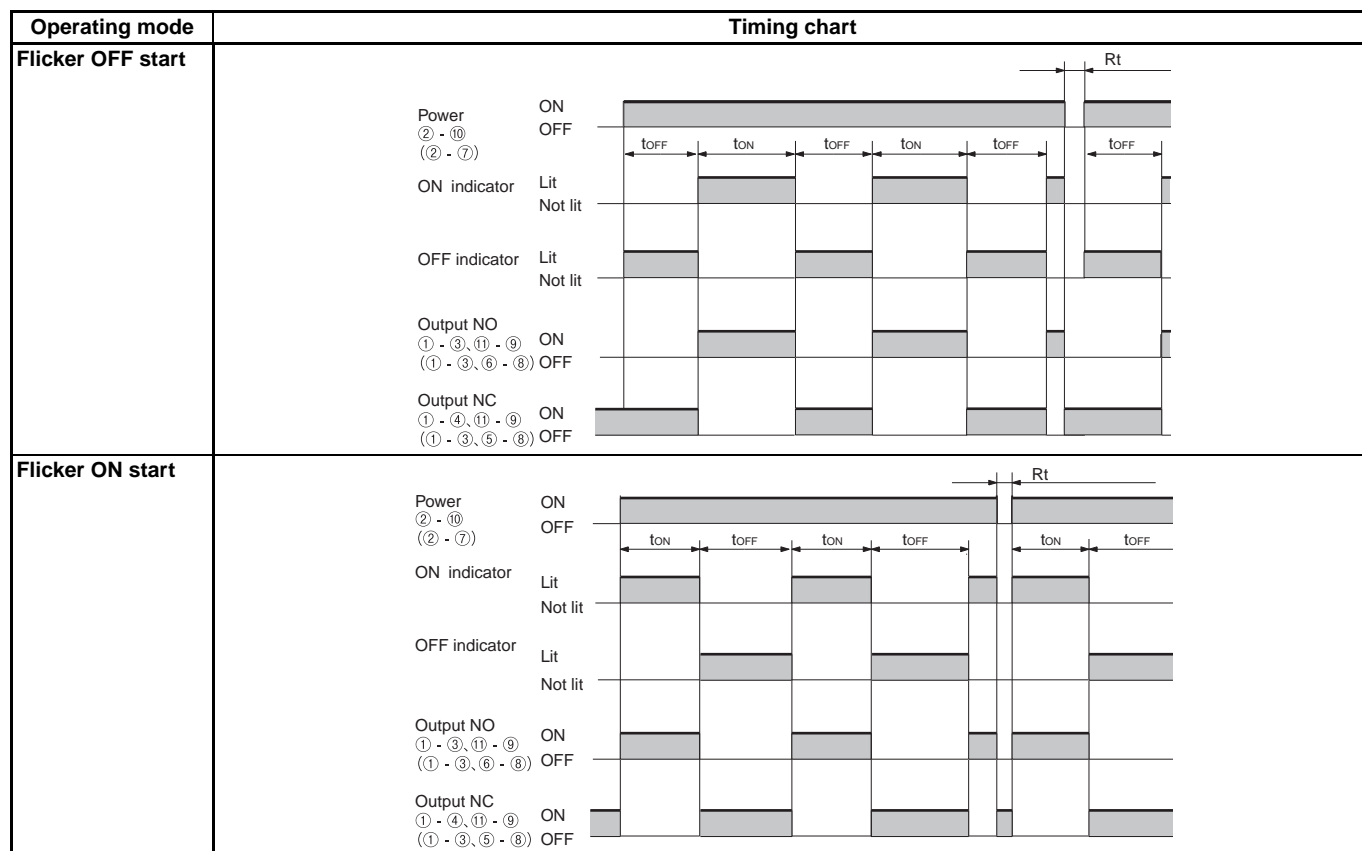 Operating mode Timing chart
Flicker OFF start
Rt
Power ON
② - ⑩ OFF
(② - ⑦)
tOFF tON tOFF tON tOFF tOFF
ON indicator Lit
Not lit
OFF indicator Lit
Not lit
Output NO
① - ③、⑪ - ⑨ ON
(① - ③、⑥ - ⑧) OFF
Output NC
① - ④、⑪ - ⑨ ON
(① - ③、⑤ - ⑧) OFF
Flicker ON start
Rt
Power ON
② - ⑩ OFF
(② - ⑦)
tON tOFF tON tOFF tON tOFF
ON indicator Lit
Not lit
OFF indicator Lit
Not lit
Output NO
① - ③、⑪ - ⑨ ON
(① - ③、⑥ - ⑧) OFF
Output NC
① - ④、⑪ - ⑨ ON
(① - ③、⑤ - ⑧) OFF